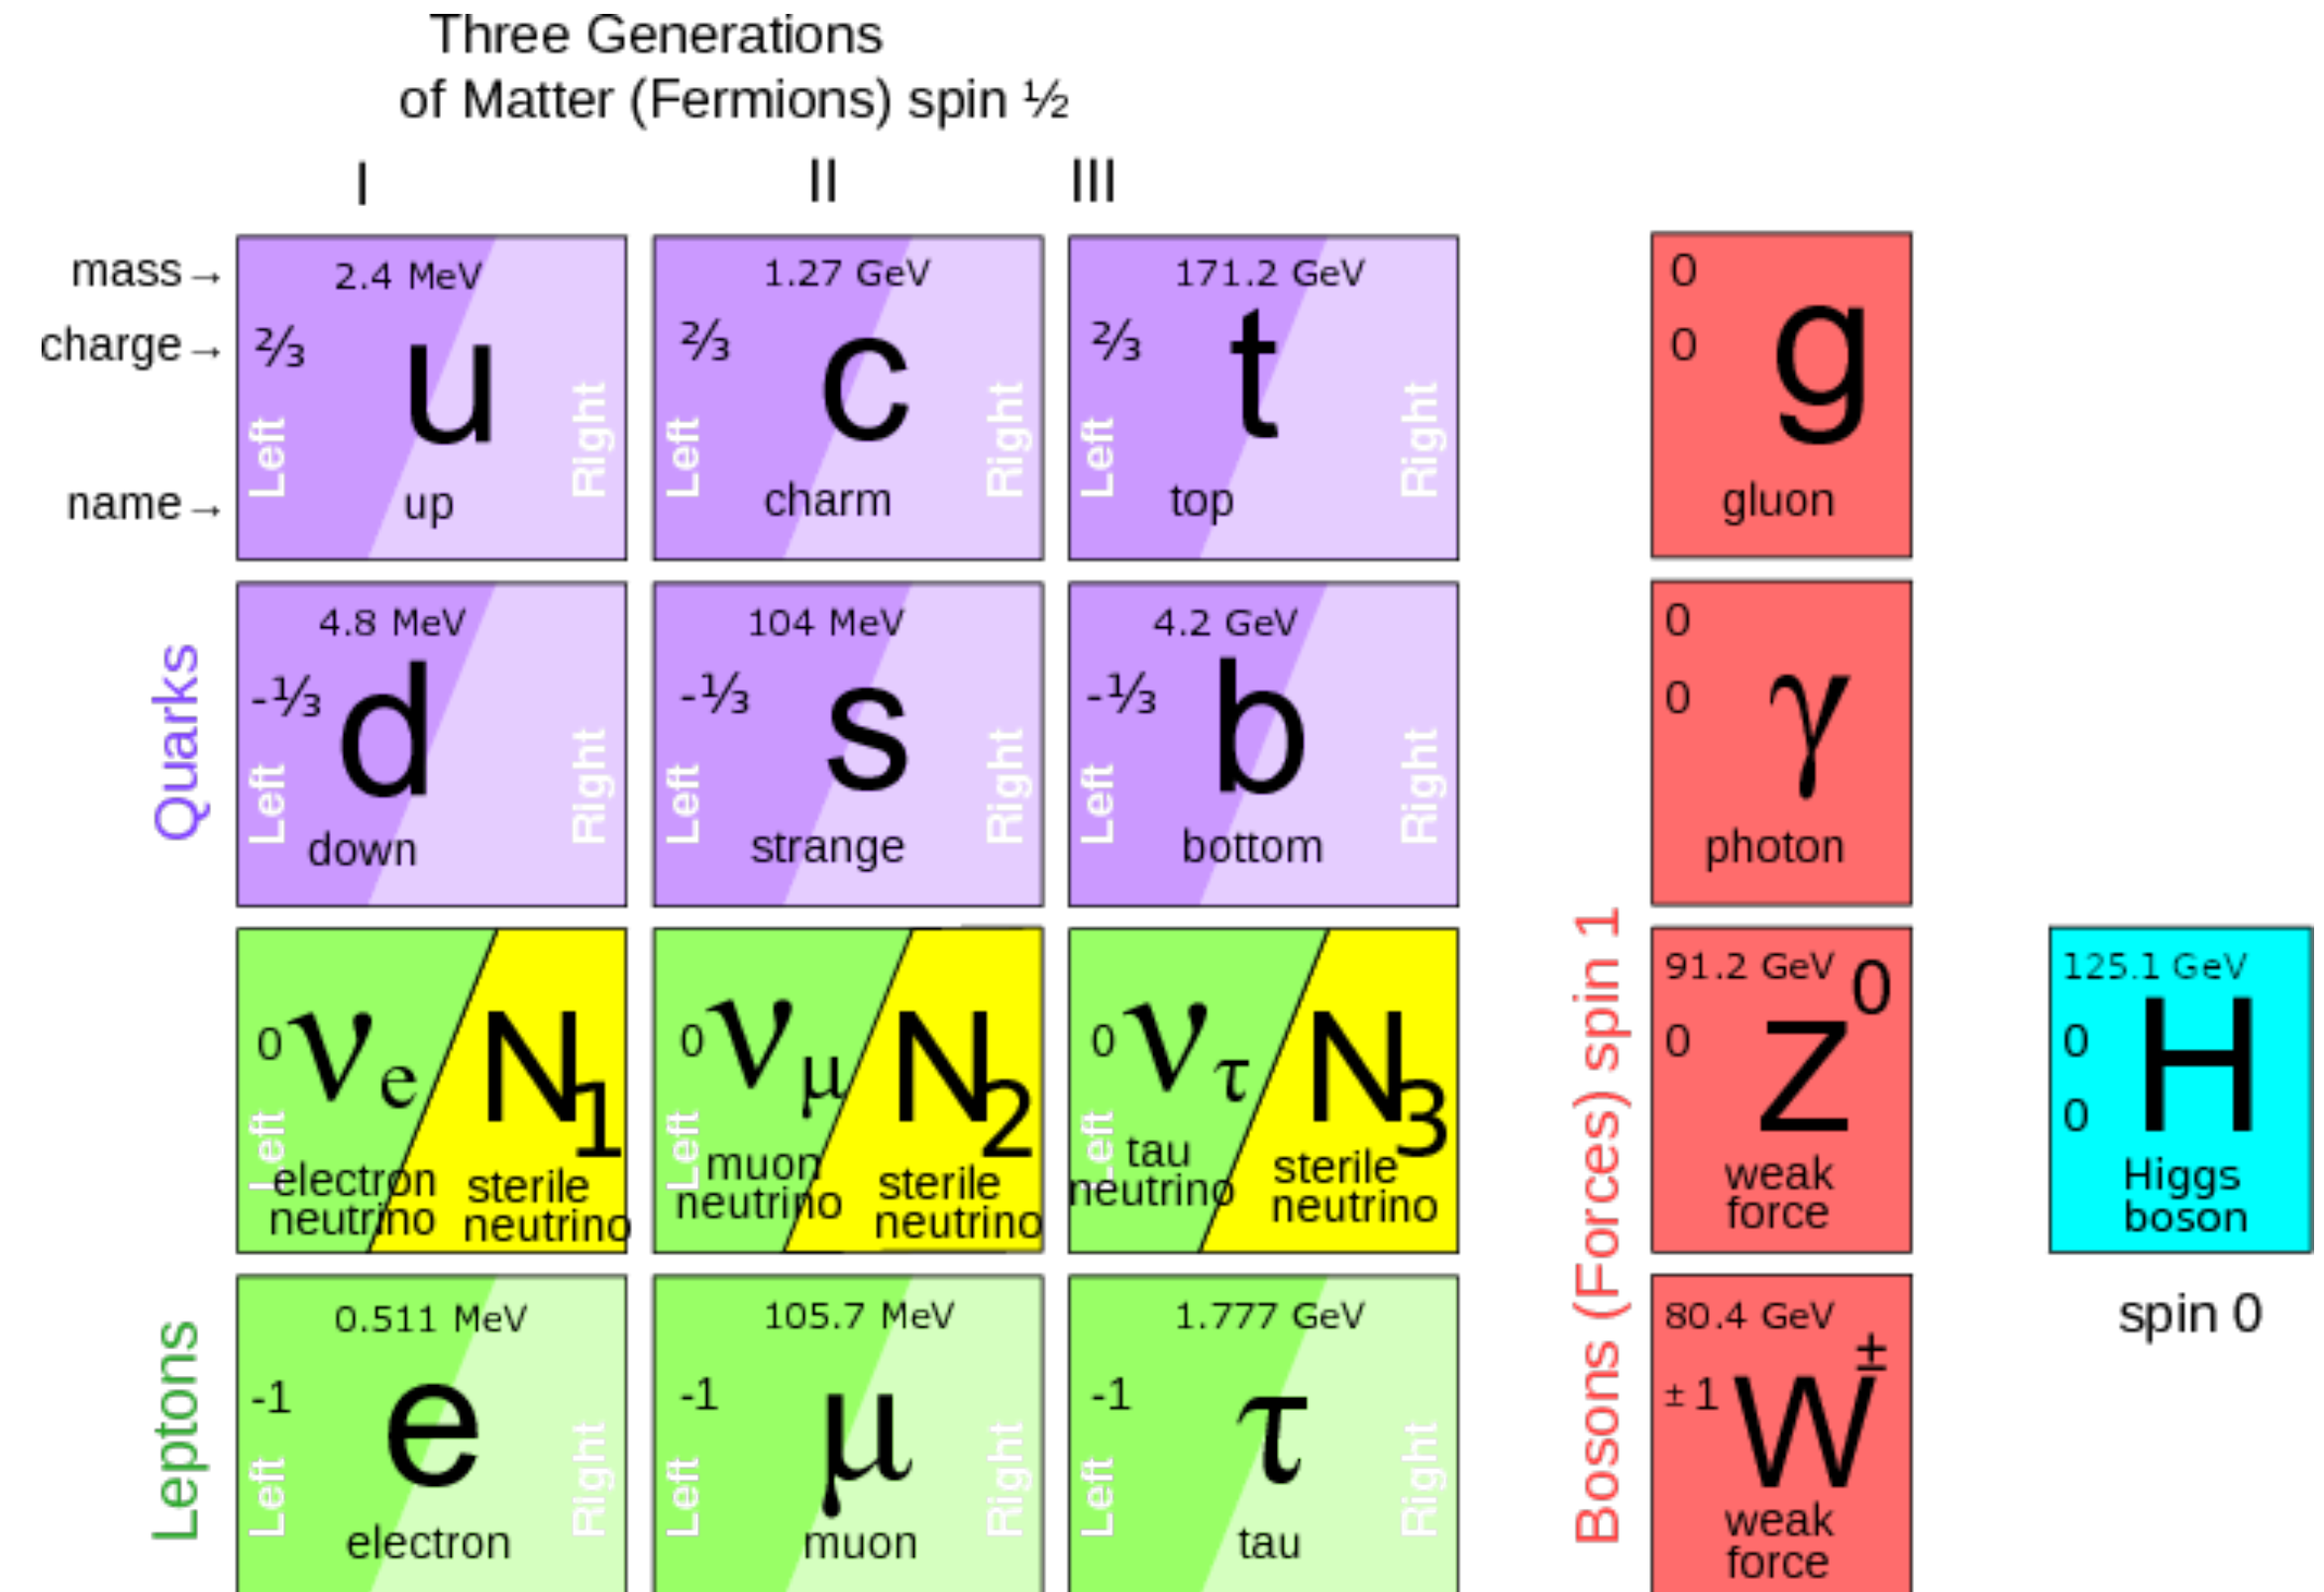 Three Generations
of Matter (Fermions) spin ½
I
II
III
mass→
charge→
name→
2.4 MeV
⅔
u
Left
Right
up
1.27 GeV
⅔
c
Left
Right
charm
171.2 GeV
⅔
t
Left
Right
top
0
0
g
gluon
Quarks
4.8 MeV
-⅓
d
Left
Right
down
104 MeV
-⅓
s
Left
Right
strange
4.2 GeV
-⅓
b
Left
Right
bottom
0
0
γ
photon
0
νe
Left
electron
neutrino
N1
sterile
neutrino
0
νμ
Left
muon
neutrino
N2
sterile
neutrino
0
ντ
Left
tau
neutrino
N3
sterile
neutrino
Bosons (Forces) spin 1
91.2 GeV
0
Z0
weak
force
125.1 GeV
0
0
H
Higgs
boson
spin 0
Leptons
0.511 MeV
-1
e
Left
Right
electron
105.7 MeV
-1
μ
Left
Right
muon
1.777 GeV
-1
τ
Left
Right
tau
80.4 GeV
±1
W±
weak
force